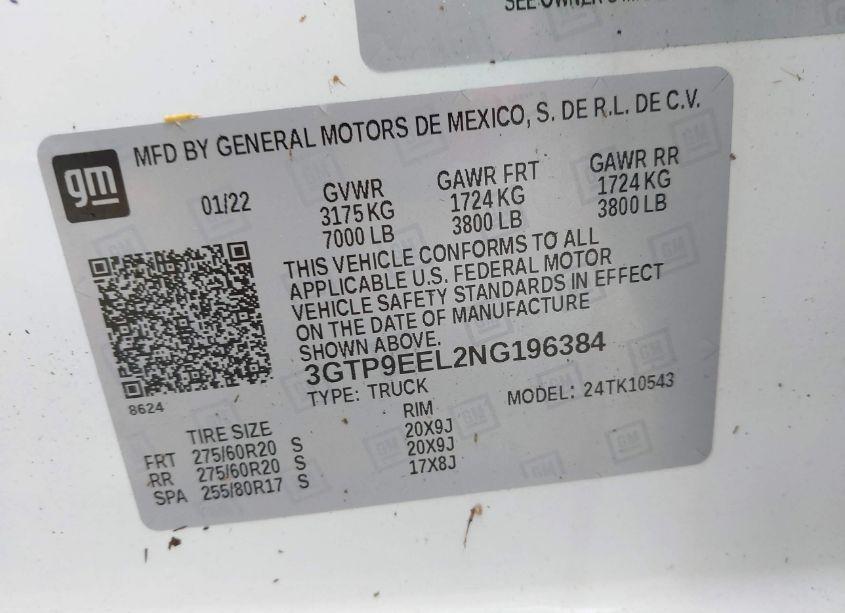 SEE OWNER'S
MFD BY GENERAL MOTORS DE MEXICO, S. DE R.L. DE C.V.
gm
01/22
GVWR GAWR FRT GAWR RR
3175 KG 1724 KG 1724 KG
7000 LB 3800 LB 3800 LB
THIS VEHICLE CONFORMS TO ALL
APPLICABLE U.S. FEDERAL MOTOR
VEHICLE SAFETY STANDARDS IN EFFECT
ON THE DATE OF MANUFACTURE
SHOWN ABOVE.
3GTP9EEL2NG196384
TYPE: TRUCK MODEL: 24TK10543
8624
TIRE SIZE RIM
FRT 275/60R20 S 20X9J
RR 275/60R20 S 20X9J
SPA 255/80R17 S 17X8J